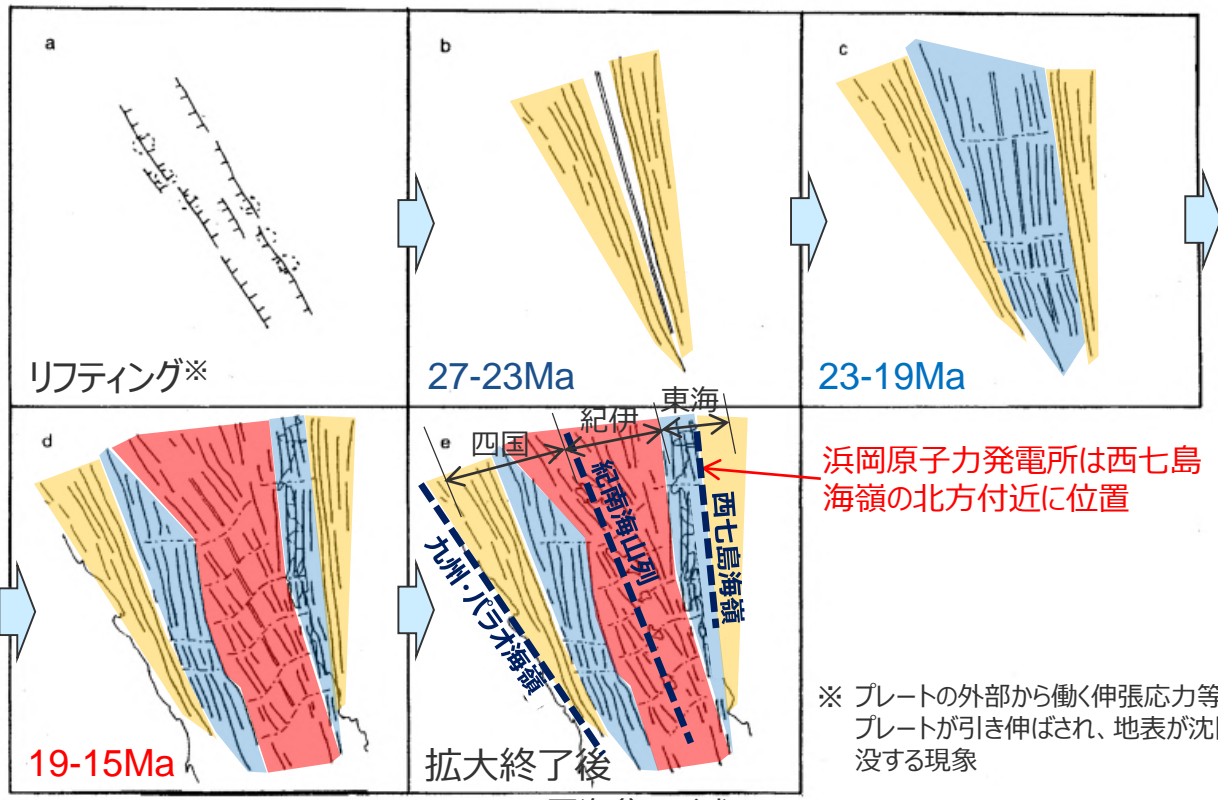 a
リフティング※
b
27-23Ma
c
23-19Ma
d
19-15Ma
e
四国
紀伊
東海
九州・パラオ海嶺
紀南海山列
西七島海嶺
拡大終了後
浜岡原子力発電所は西七島
海嶺の北方付近に位置
※ プレートの外部から働く伸張応力等
プレートが引き伸ばされ、地表が沈
没する現象